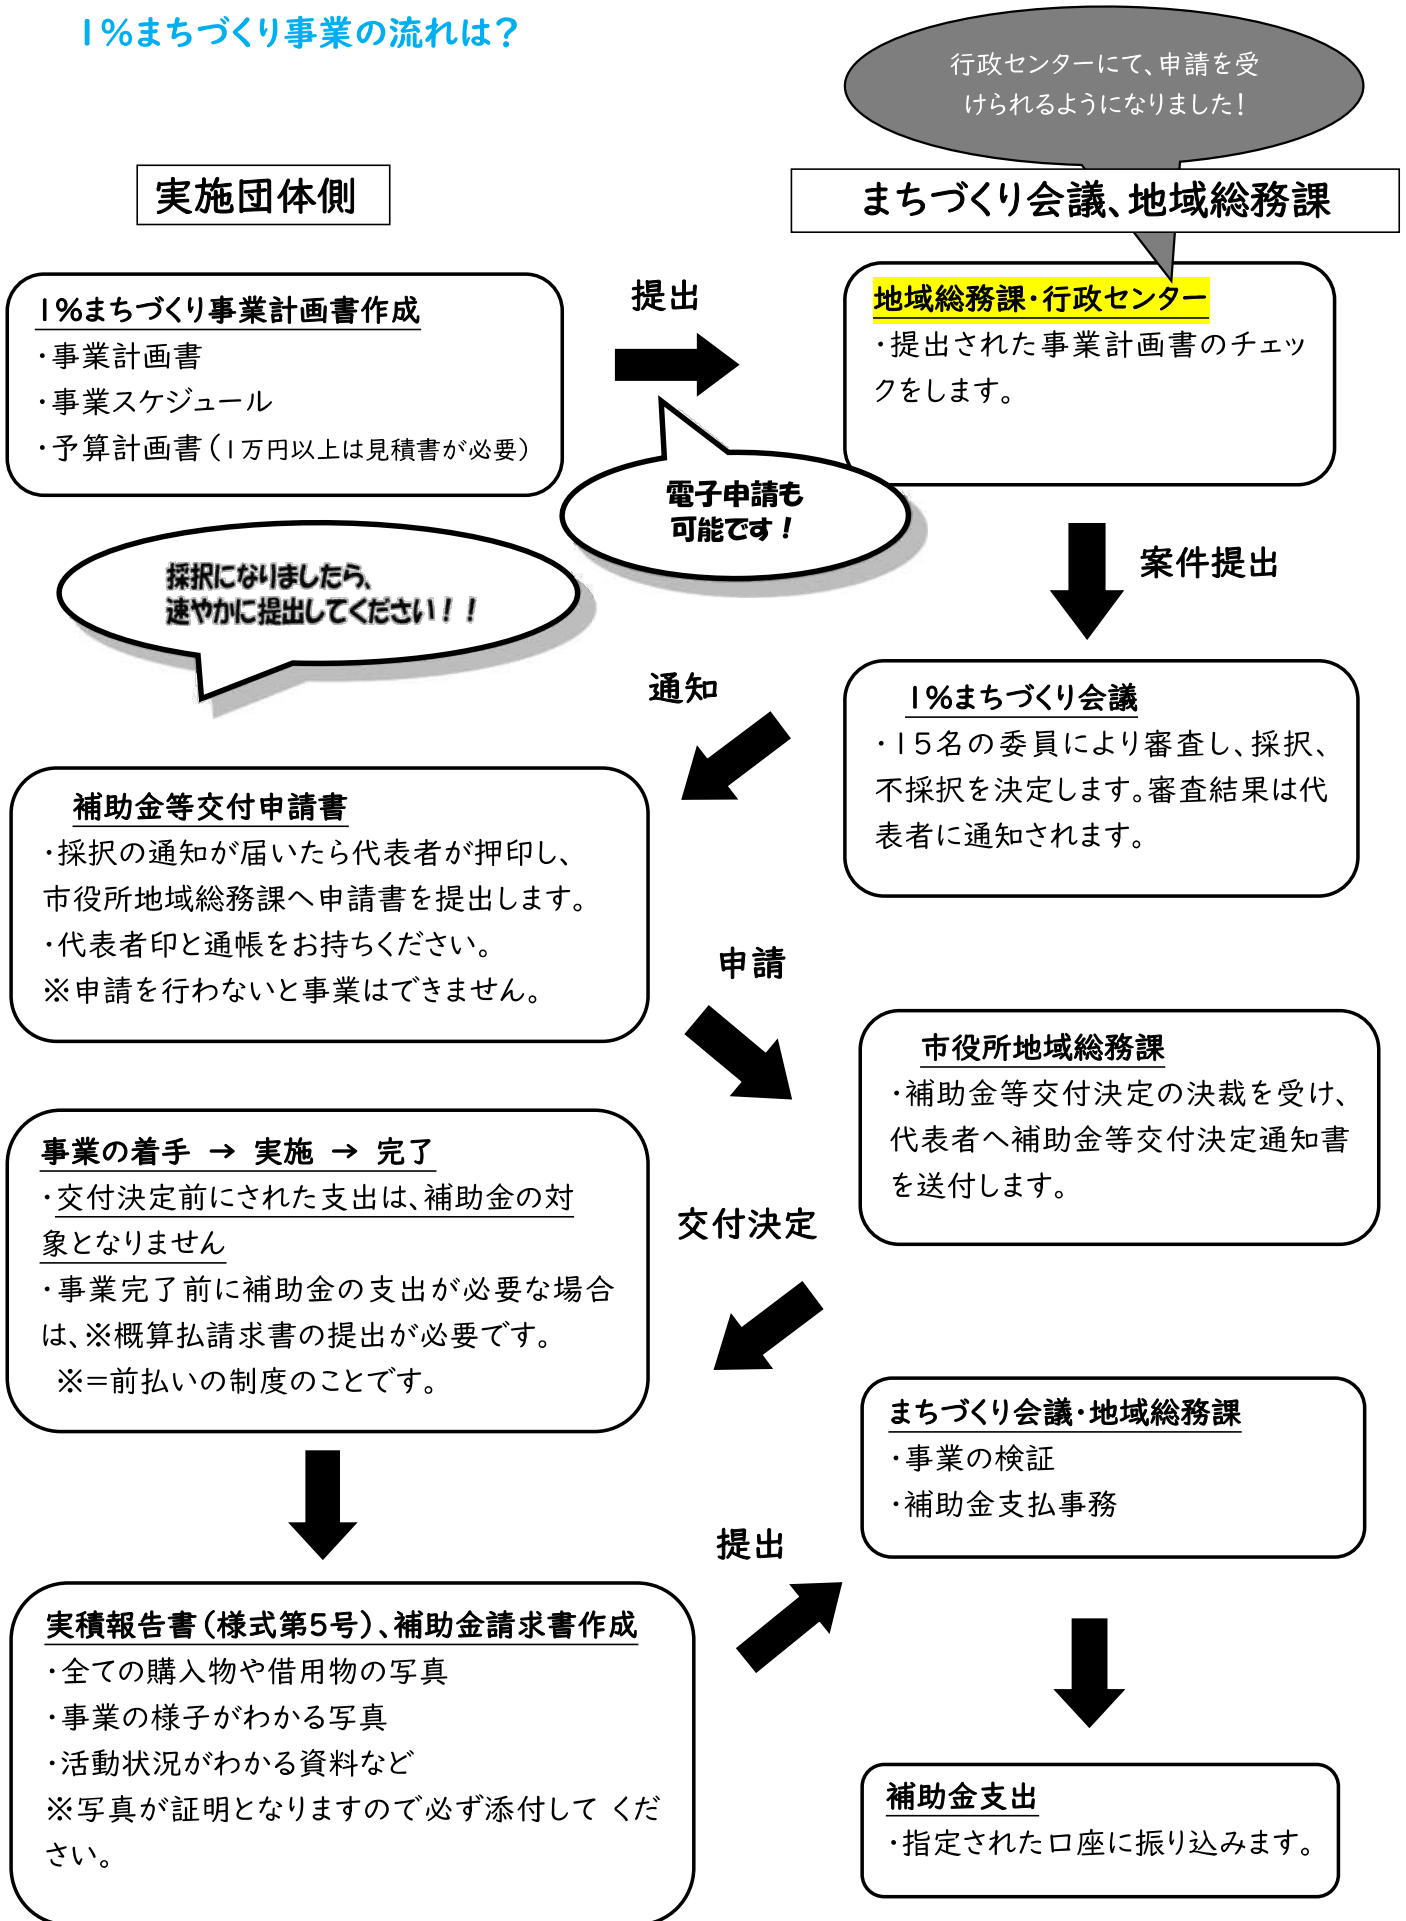 1%まちづくり事業の流れは?
行政センターにて、申請を受
けられるようになりました!
実施団体側
まちづくり会議、地域総務課
1%まちづくり事業計画書作成
・事業計画書
・事業スケジュール
・予算計画書(1万円以上は見積書が必要)
提出
地域総務課・行政センター
・提出された事業計画書のチェッ
クをします。
電子申請も
可能です!
採択になりましたら、
速やかに提出してください!!
案件提出
通知
1%まちづくり会議
・15名の委員により審査し、採択、
不採択を決定します。審査結果は代
表者に通知されます。
補助金等交付申請書
・採択の通知が届いたら代表者が押印し、
市役所地域総務課へ申請書を提出します。
・代表者印と通帳をお持ちください。
※申請を行わないと事業はできません。
申請
市役所地域総務課
・補助金等交付決定の決裁を受け、
代表者へ補助金等交付決定通知書
を送付します。
事業の着手 → 実施 → 完了
・交付決定前にされた支出は、補助金の対
象となりません
・事業完了前に補助金の支出が必要な場合
は、※概算払請求書の提出が必要です。
※=前払いの制度のことです。
交付決定
まちづくり会議・地域総務課
・事業の検証
・補助金支払事務
提出
実積報告書(様式第5号)、補助金請求書作成
・全ての購入物や借用物の写真
・事業の様子がわかる写真
・活動状況がわかる資料など
※写真が証明となりますので必ず添付して くだ
さい。
補助金支出
・指定された口座に振り込みます。